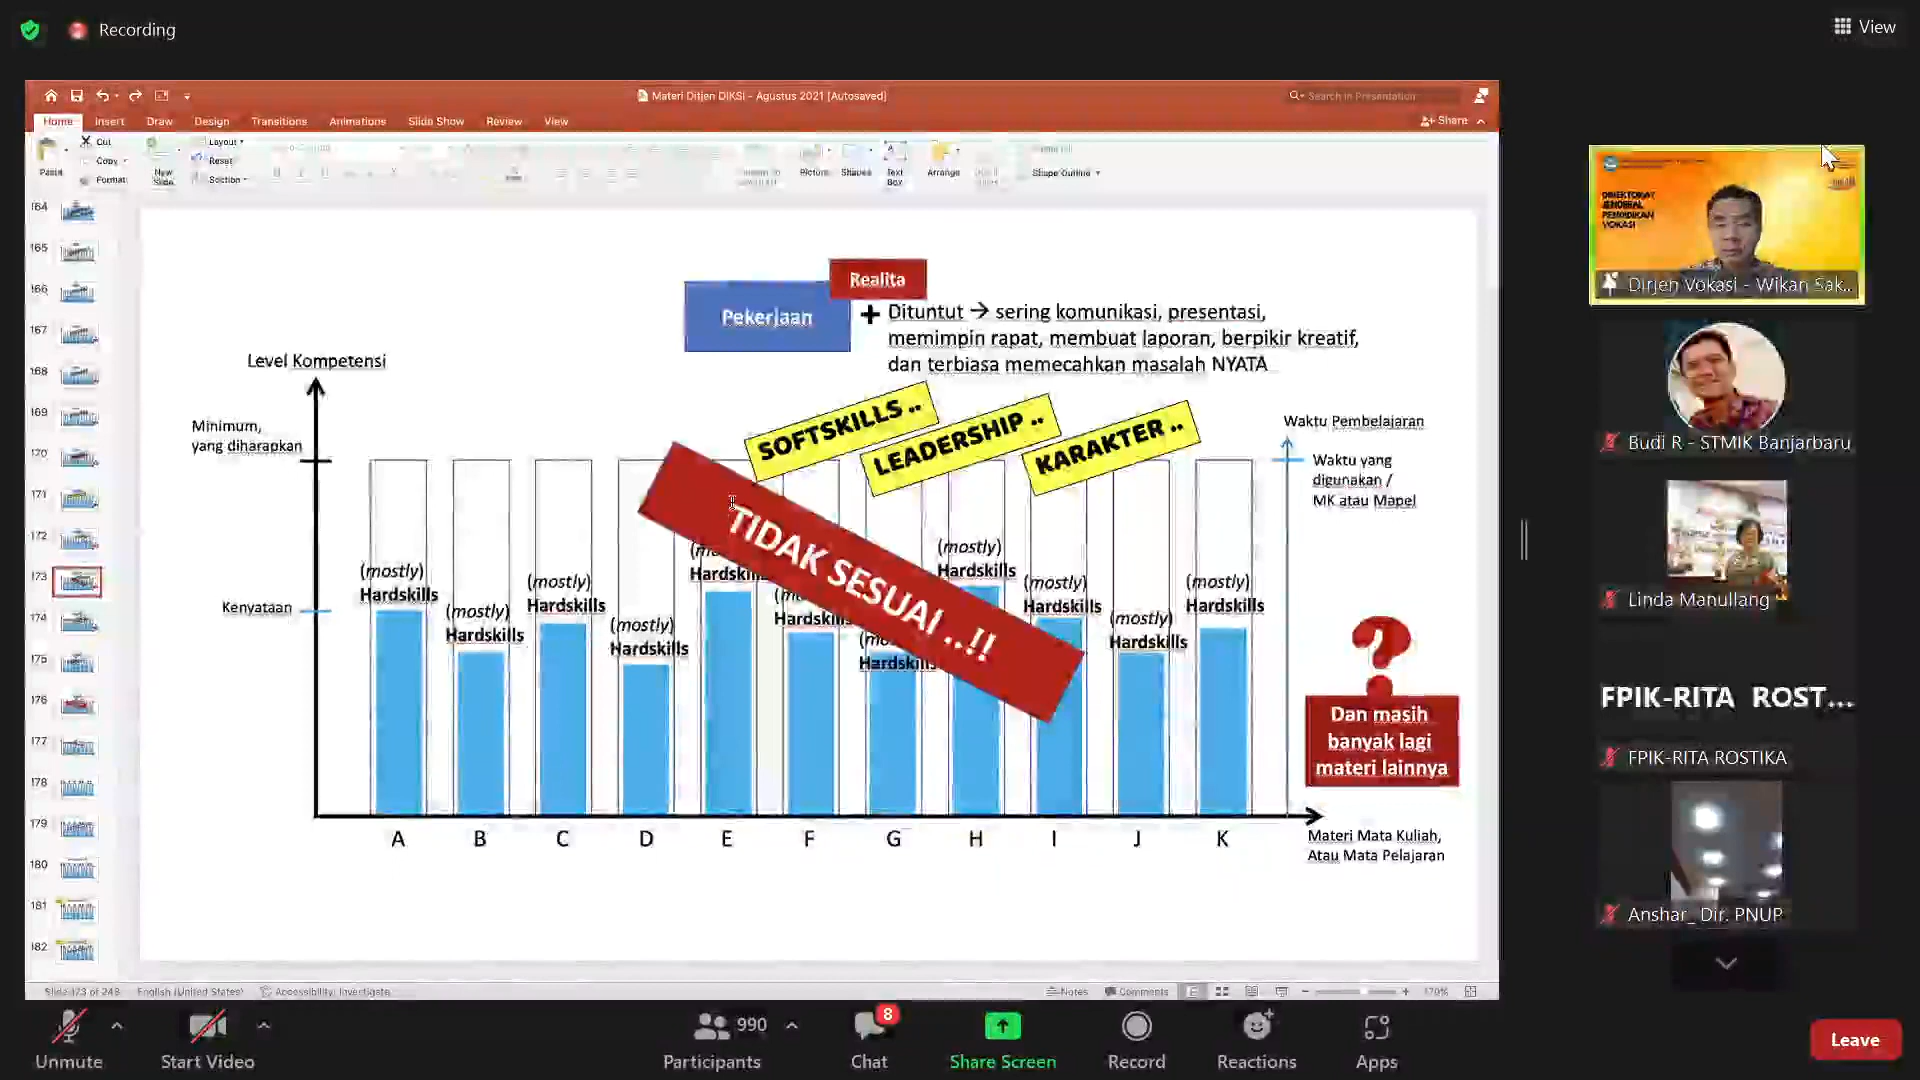 Recording
View
Materi Ditjen DIKSI - Agustus 2021 [Autosaved]
Search in Presentation
Home Insert Draw Design Transitions Animations Slide Show Review View
Share
Cut
Copy
Format
Paste
New
Slide
Layout
Reset
Section
Picture
Shapes
Text
Box
Arrange
Shape Outline
164
165
166
167
168
169
170
171
172
173
174
175
176
177
178
179
180
181
182
Realita
Pekerjaan
+ Dituntut → sering komunikasi, presentasi,
memimpin rapat, membuat laporan, berpikir kreatif,
dan terbiasa memecahkan masalah NYATA
Level Kompetensi
Minimum,
yang diharapkan
Kenyataan
SOFTSKILLS ..
LEADERSHIP ..
KARAKTER ..
TIDAK SESUAI ..!!
Waktu Pembelajaran
Waktu yang
digunakan /
MK atau Mapel
(mostly)
Hardskills
(mostly)
Hardskills
(mostly)
Hardskills
(mostly)
Hardskills
Hardskills
Hardskills
Hardskills
(mostly)
Hardskills
(mostly)
Hardskills
(mostly)
Hardskills
(mostly)
Hardskills
?
Dan masih
banyak lagi
materi lainnya
A B C D E F G H I J K
Materi Mata Kuliah,
Atau Mata Pelajaran
Slide 173 of 248 English (United States) Accessibility: Investigate
Notes Comments 170%
DIREKTORAT
JENDERAL
PENDIDIKAN
VOKASI
Dirjen Vokasi - Wikan Sak...
Budi R - STMIK Banjarbaru
Linda Manullang
FPIK-RITA ROST...
FPIK-RITA ROSTIKA
Anshar_ Dir. PNUP
Unmute
Start Video
990
Participants
8
Chat
Share Screen
Record
Reactions
Apps
Leave